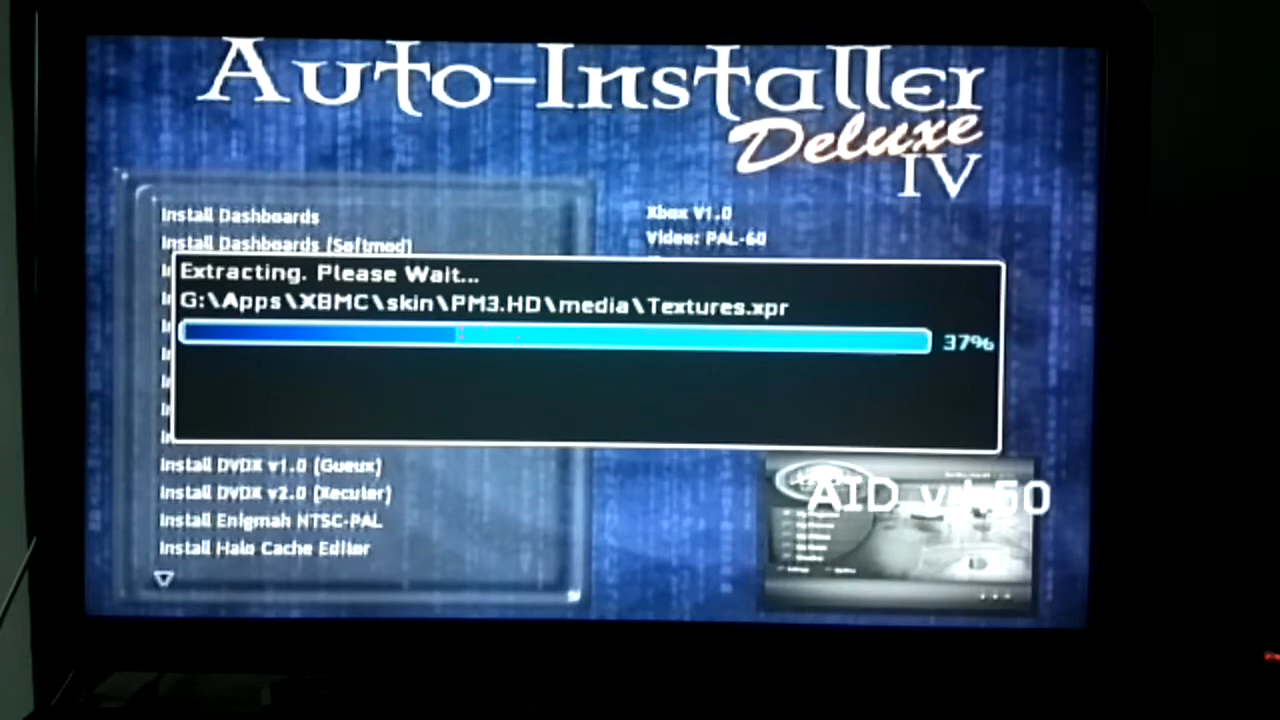 Auto-Installer
Deluxe
IV
Install Dashboards
Install Dashboards (Softmod)
Xbox V1.0
Video: PAL-60
Extracting. Please Wait...
G:\Apps\XBMC\skin\PM3.HD\media\Textures.xpr
37%
Install DVDX v1.0 (Gueux)
Install DVDX v2.0 (Xecuter)
Install Enigmah NTSC-PAL
Install Halo Cache Editor
AID